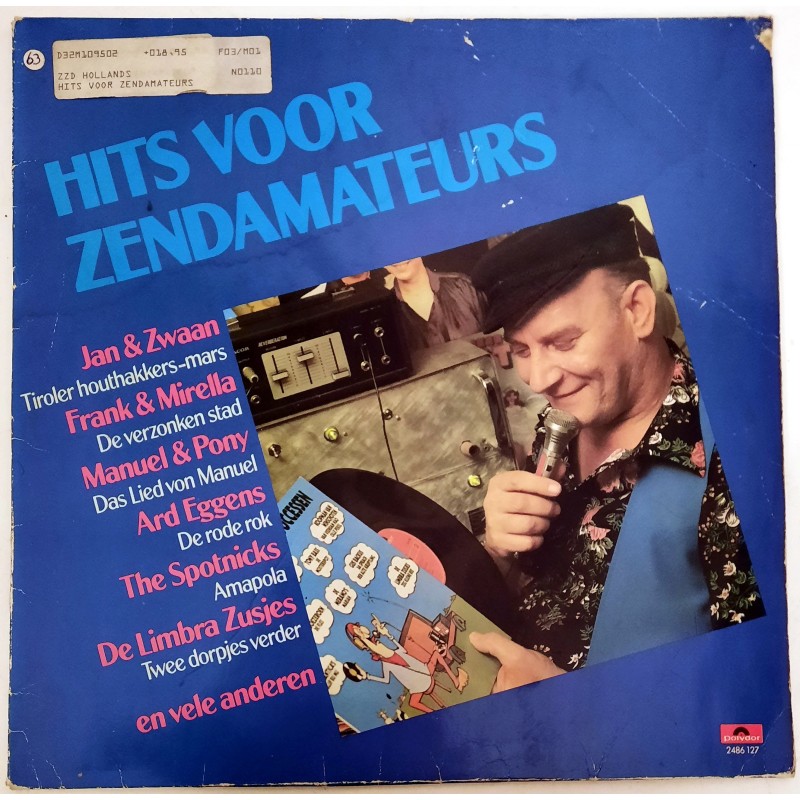 63
D32M109502 +018.95 F03/M01
ZZD HOLLANDS N0110
HITS VOOR ZENDAMATEURS
HITS VOOR
ZENDAMATEURS
Jan & Zwaan
Tiroler houthakkers-mars
Frank & Mirella
De verzonken stad
Manuel & Pony
Das Lied von Manuel
Ard Eggens
De rode rok
The Spotnicks
Amapola
De Limbra Zusjes
Twee dorpjes verder
en vele anderen
REVERBERATION
Polydor
2486 127